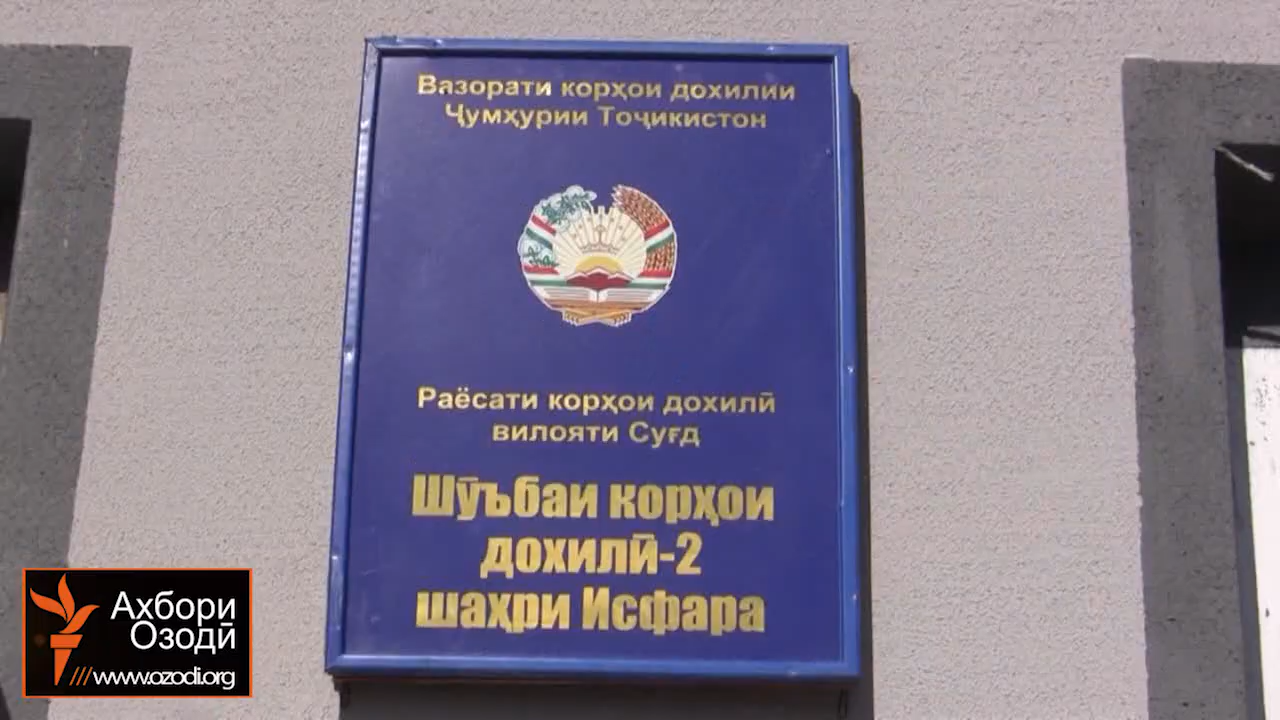 Вазорати корҳои дохилии
Ҷумҳурии Тоҷикистон
Раёсати корҳои дохилӣ
вилояти Суғд
Шӯъбаи корҳои
дохилӣ-2
шаҳри Исфара
Ахбори
Озодӣ
///www.ozodi.org